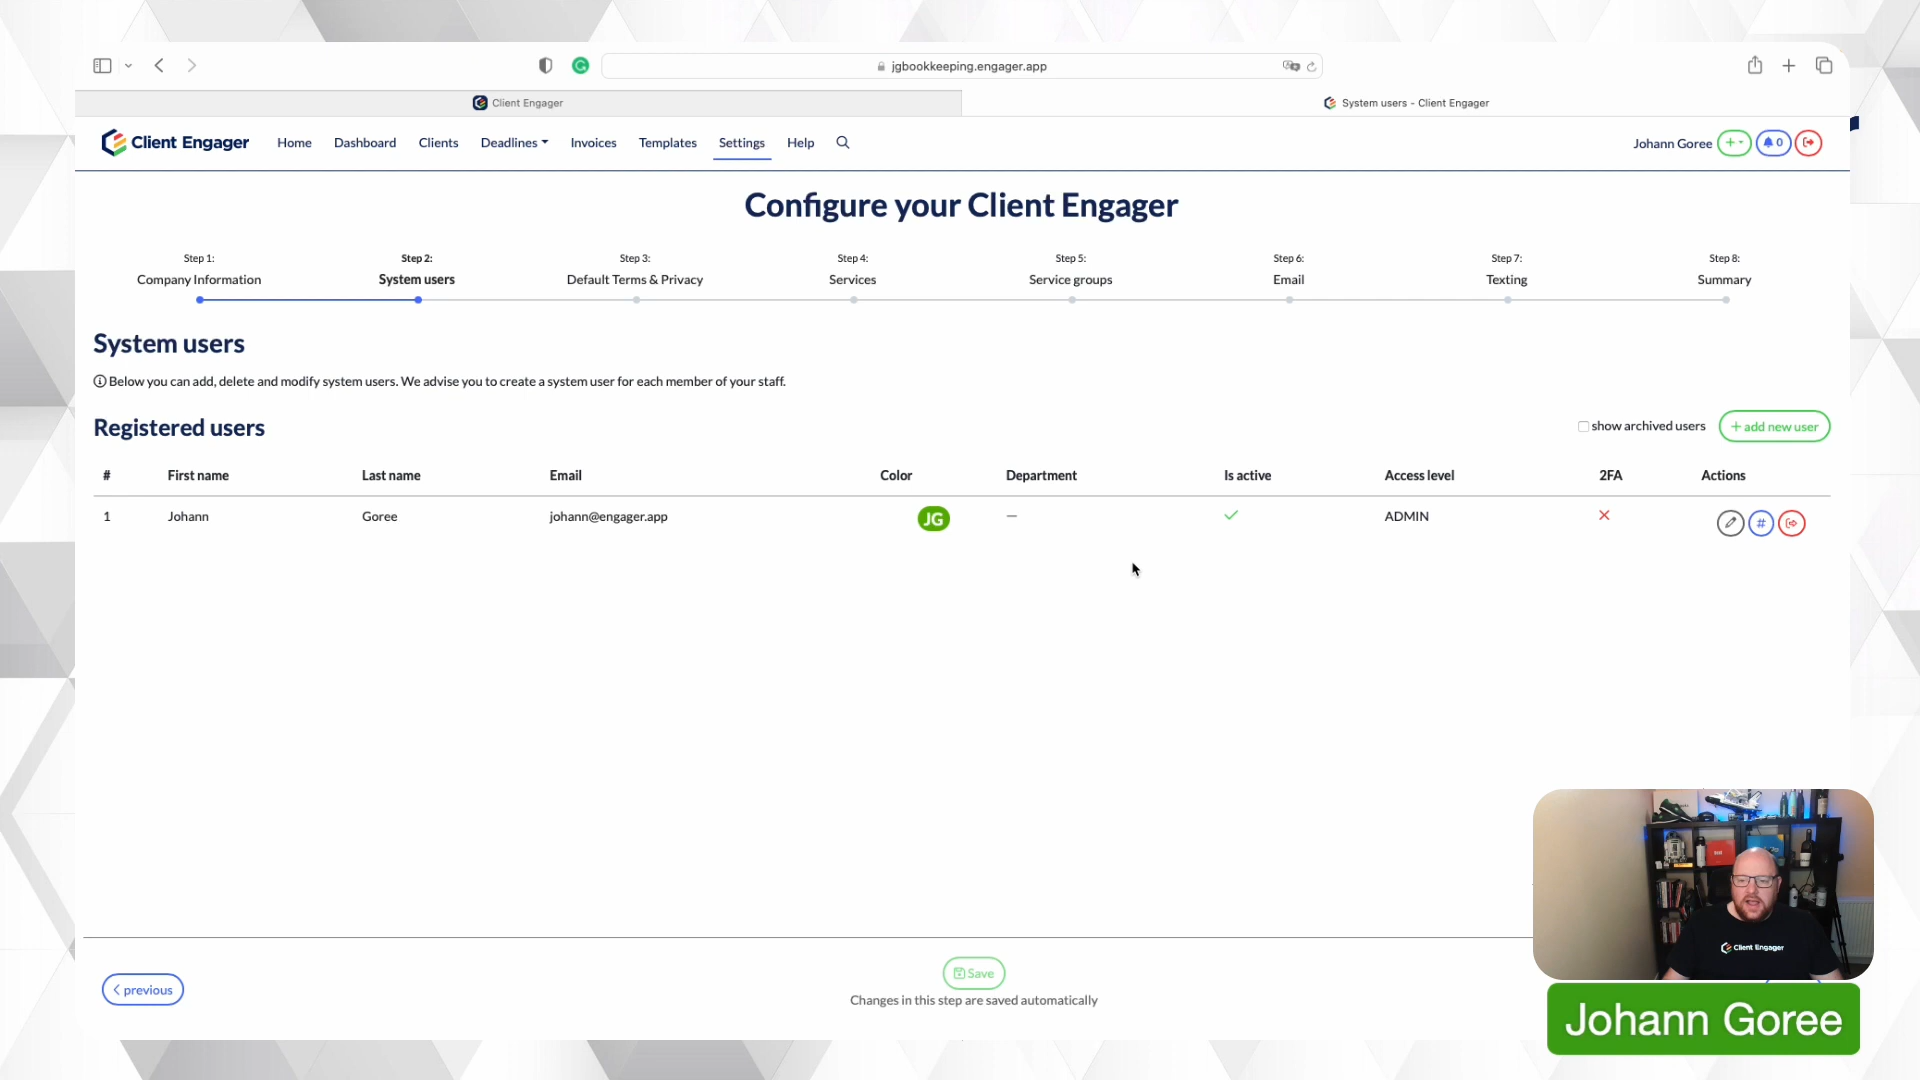 jgbookkeeping.engager.app
Client Engager
System users - Client Engager
Client Engager
Home
Dashboard
Clients
Deadlines
Invoices
Templates
Settings
Help
Johann Goree
0
Configure your Client Engager
Step 1:
Company Information
Step 2:
System users
Step 3:
Default Terms & Privacy
Step 4:
Services
Step 5:
Service groups
Step 6:
Email
Step 7:
Texting
Step 8:
Summary
System users
Below you can add, delete and modify system users. We advise you to create a system user for each member of your staff.
Registered users
show archived users
+ add new user
# First name Last name Email Color Department Is active Access level 2FA Actions
1 Johann Goree johann@engager.app JG — ADMIN #
previous
Save
Changes in this step are saved automatically
Client Engager
Johann Goree